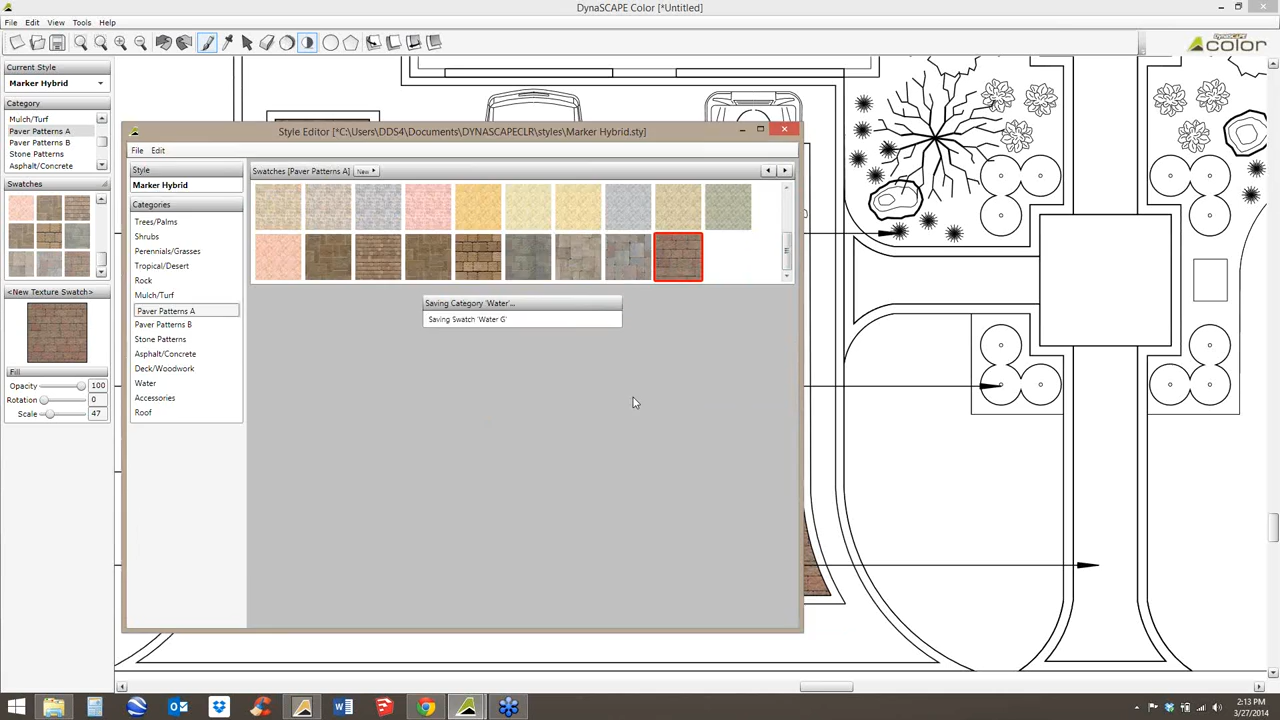 DynaSCAPE Color [*Untitled]
File Edit View Tools Help
DynaSCAPE
color
Current Style
Marker Hybrid
Category
Mulch/Turf
Paver Patterns A
Paver Patterns B
Stone Patterns
Asphalt/Concrete
Swatches
<New Texture Swatch>
Fill
Opacity 100
Rotation 0
Scale 47
Style Editor [*C:\Users\DDS4\Documents\DYNASCAPECLR\styles\Marker Hybrid.sty]
File Edit
Style
Marker Hybrid
Categories
Trees/Palms
Shrubs
Perennials/Grasses
Tropical/Desert
Rock
Mulch/Turf
Paver Patterns A
Paver Patterns B
Stone Patterns
Asphalt/Concrete
Deck/Woodwork
Water
Accessories
Roof
Swatches [Paver Patterns A] New
Saving Category 'Water'...
Saving Swatch 'Water G'
2:13 PM
3/27/2014